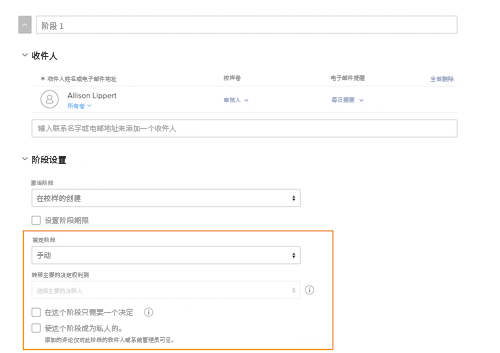 阶段 1
收件人
* 收件人姓名或电子邮件地址 校样卷 电子邮件提醒 全部删除
Allison Lippert 审核人 每日摘要
所有者
输入联系名字或电邮地址来添加一个收件人
阶段设置
激活阶段
在校样的创建
设置阶段期限
锁定阶段
手动
转移主要的决定权利到
选择主要的决策人
在这个阶段只需要一个决定
使这个阶段成为私人的。
添加的评论仅对此阶段的收件人或系统管理员可见。